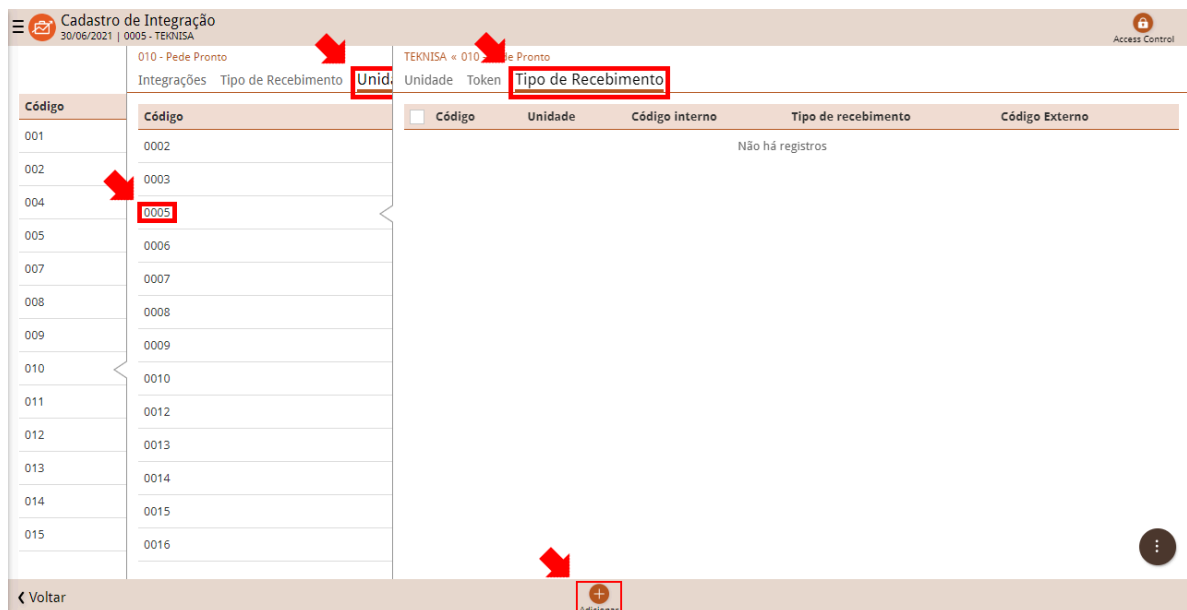 Cadastro de Integração
30/06/2021 | 0005 - TEKNISA
Access Control
Código
001
002
004
005
007
008
009
010
011
012
013
014
015
010 - Pede Pronto
Integrações Tipo de Recebimento
Código
0002
0003
0005
0006
0007
0008
0009
0010
0012
0013
0014
0015
0016
TEKNISA « 010 Pronto
Unidade Token Tipo de Recebimento
Código Unidade Código interno Tipo de recebimento Código Externo
Não há registros
Voltar
Adicionar